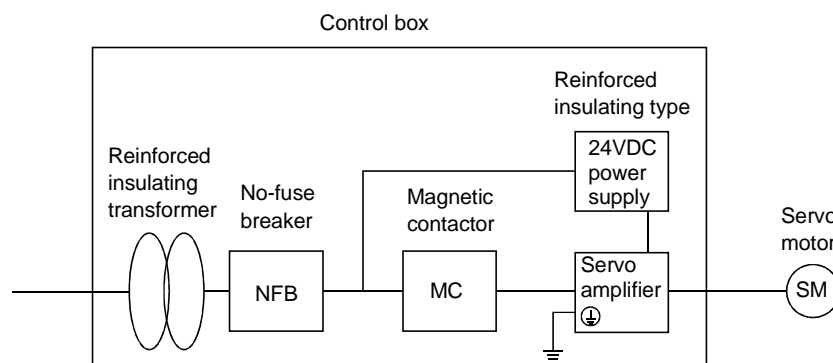 Control box
Reinforced
insulating type
24VDC
power
supply
Reinforced
insulating
transformer
No-fuse
breaker
Magnetic
contactor
Servo
motor
NFB
MC
Servo
amplifier
SM